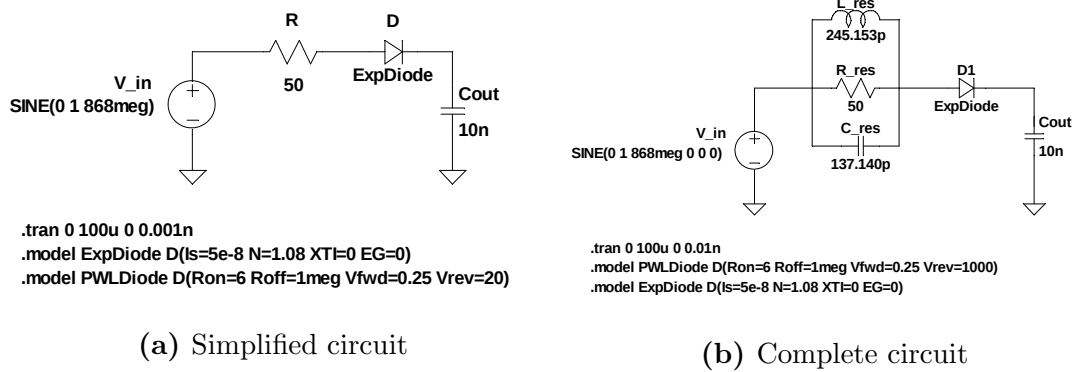 R
D
50
ExpDiode
V_in
SINE(0 1 868meg)
+
−
Cout
10n
.tran 0 100u 0 0.001n
.model ExpDiode D(Is=5e-8 N=1.08 XTI=0 EG=0)
.model PWLDiode D(Ron=6 Roff=1meg Vfwd=0.25 Vrev=20)
(a) Simplified circuit
L_res
245.153p
R_res
50
C_res
137.140p
D1
ExpDiode
V_in
SINE(0 1 868meg 0 0 0)
+
−
Cout
10n
.tran 0 100u 0 0.01n
.model PWLDiode D(Ron=6 Roff=1meg Vfwd=0.25 Vrev=1000)
.model ExpDiode D(Is=5e-8 N=1.08 XTI=0 EG=0)
(b) Complete circuit